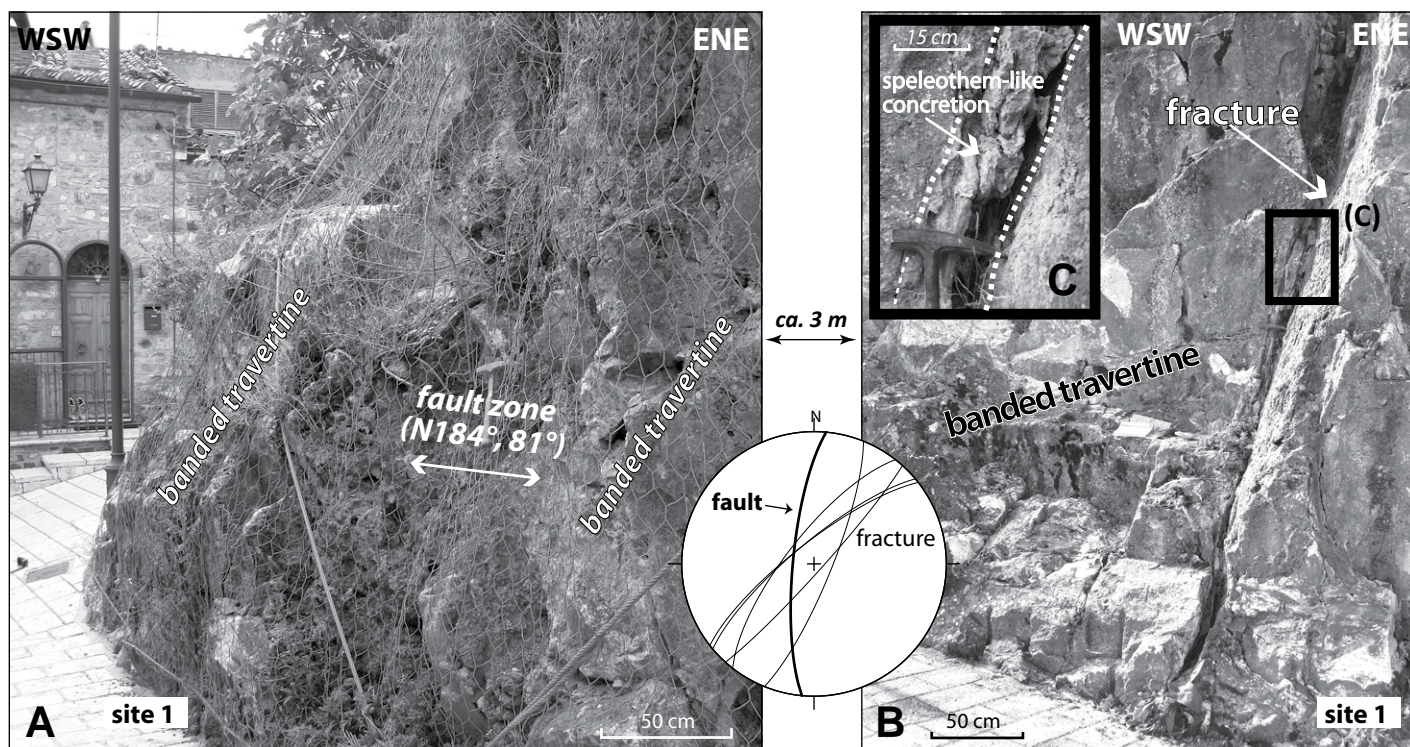 WSW
ENE
banded travertine
fault zone
(N184°, 81°)
banded travertine
A
site 1
50 cm
ca. 3 m
N
fault
fracture
15 cm
speleothem-like
concretion
C
WSW
ENE
fracture
(C)
banded travertine
B
50 cm
site 1